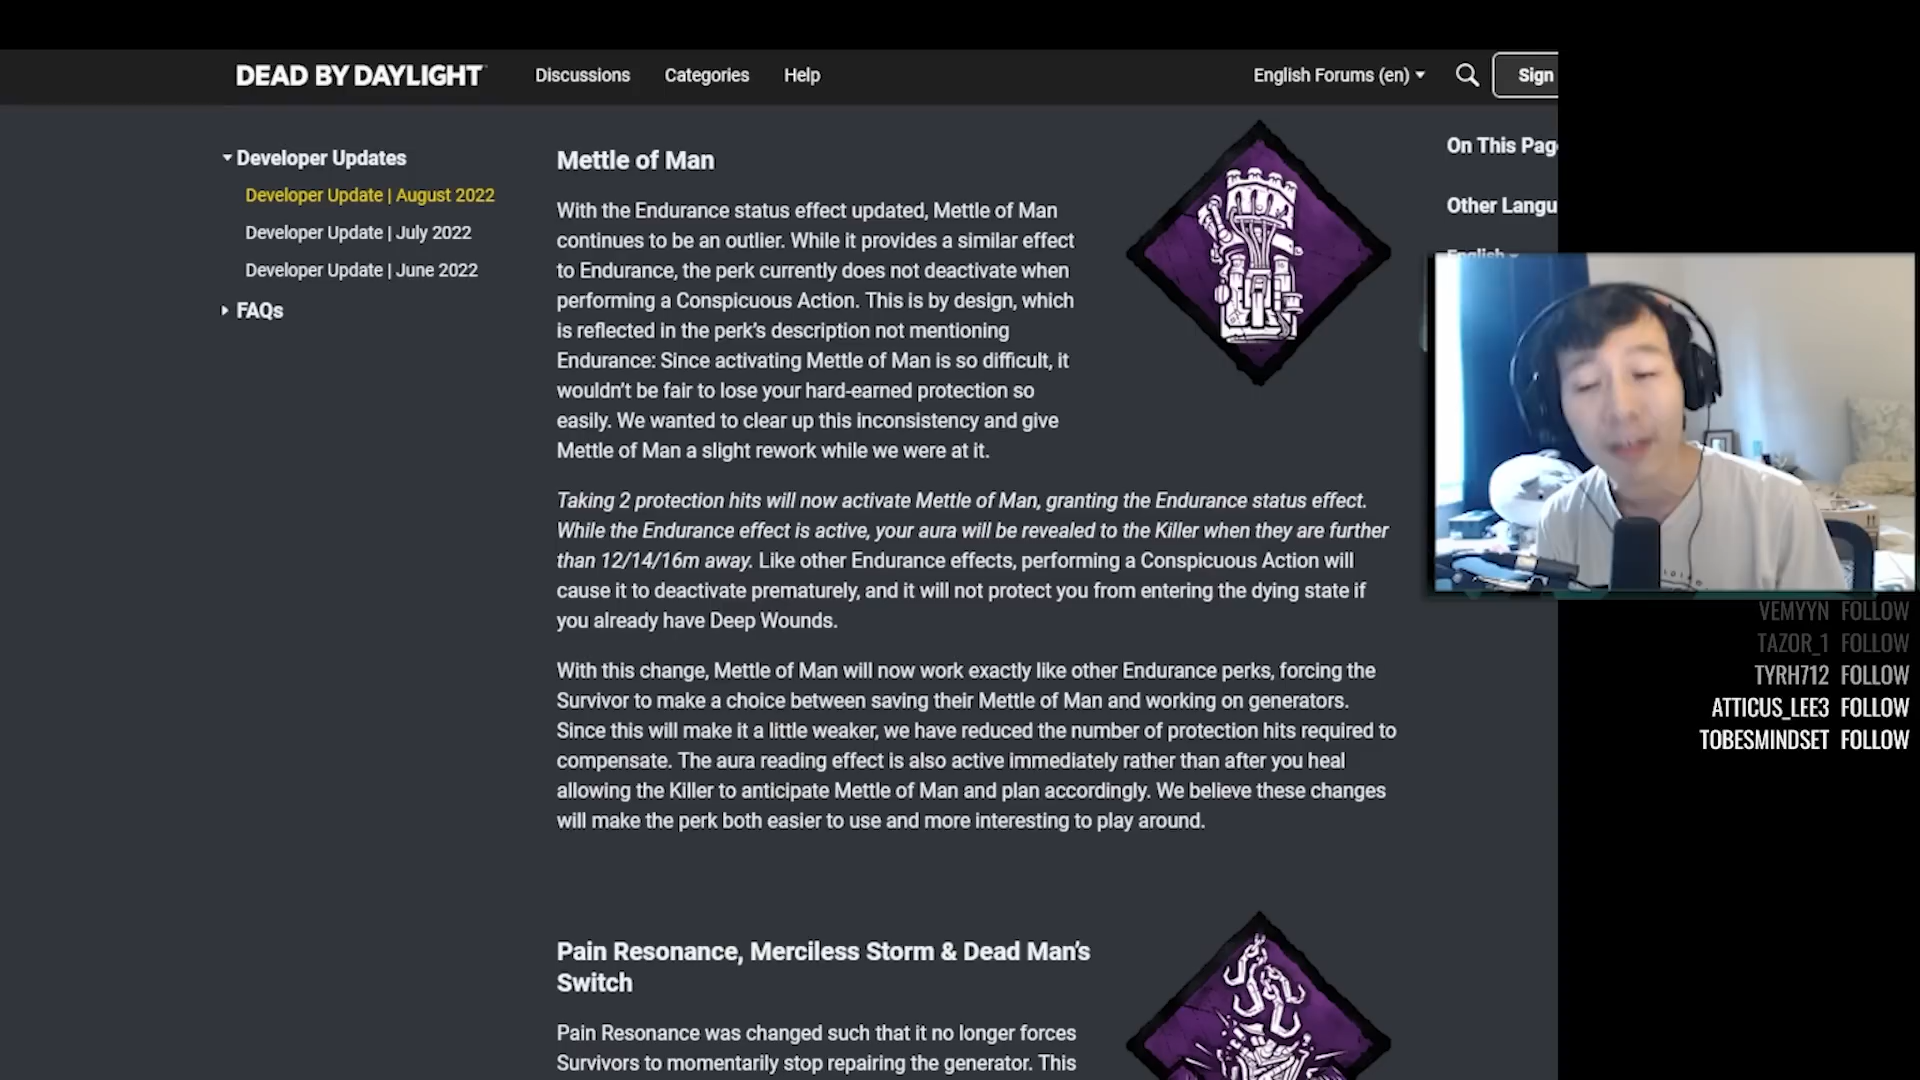 DEAD BY DAYLIGHT
Discussions
Categories
Help
English Forums (en)
Sign
Developer Updates
Developer Update | August 2022
Developer Update | July 2022
Developer Update | June 2022
FAQs
Mettle of Man
With the Endurance status effect updated, Mettle of Man
continues to be an outlier. While it provides a similar effect
to Endurance, the perk currently does not deactivate when
performing a Conspicuous Action. This is by design, which
is reflected in the perk's description not mentioning
Endurance: Since activating Mettle of Man is so difficult, it
wouldn't be fair to lose your hard-earned protection so
easily. We wanted to clear up this inconsistency and give
Mettle of Man a slight rework while we were at it.
Taking 2 protection hits will now activate Mettle of Man, granting the Endurance status effect.
While the Endurance effect is active, your aura will be revealed to the Killer when they are further
than 12/14/16m away. Like other Endurance effects, performing a Conspicuous Action will
cause it to deactivate prematurely, and it will not protect you from entering the dying state if
you already have Deep Wounds.
With this change, Mettle of Man will now work exactly like other Endurance perks, forcing the
Survivor to make a choice between saving their Mettle of Man and working on generators.
Since this will make it a little weaker, we have reduced the number of protection hits required to
compensate. The aura reading effect is also active immediately rather than after you heal
allowing the Killer to anticipate Mettle of Man and plan accordingly. We believe these changes
will make the perk both easier to use and more interesting to play around.
Pain Resonance, Merciless Storm & Dead Man's
Switch
Pain Resonance was changed such that it no longer forces
Survivors to momentarily stop repairing the generator. This
On This Pag
Other Langu
English
VEMYYN FOLLOW
TAZOR_1 FOLLOW
TYRH712 FOLLOW
ATTICUS_LEE3 FOLLOW
TOBESMINDSET FOLLOW